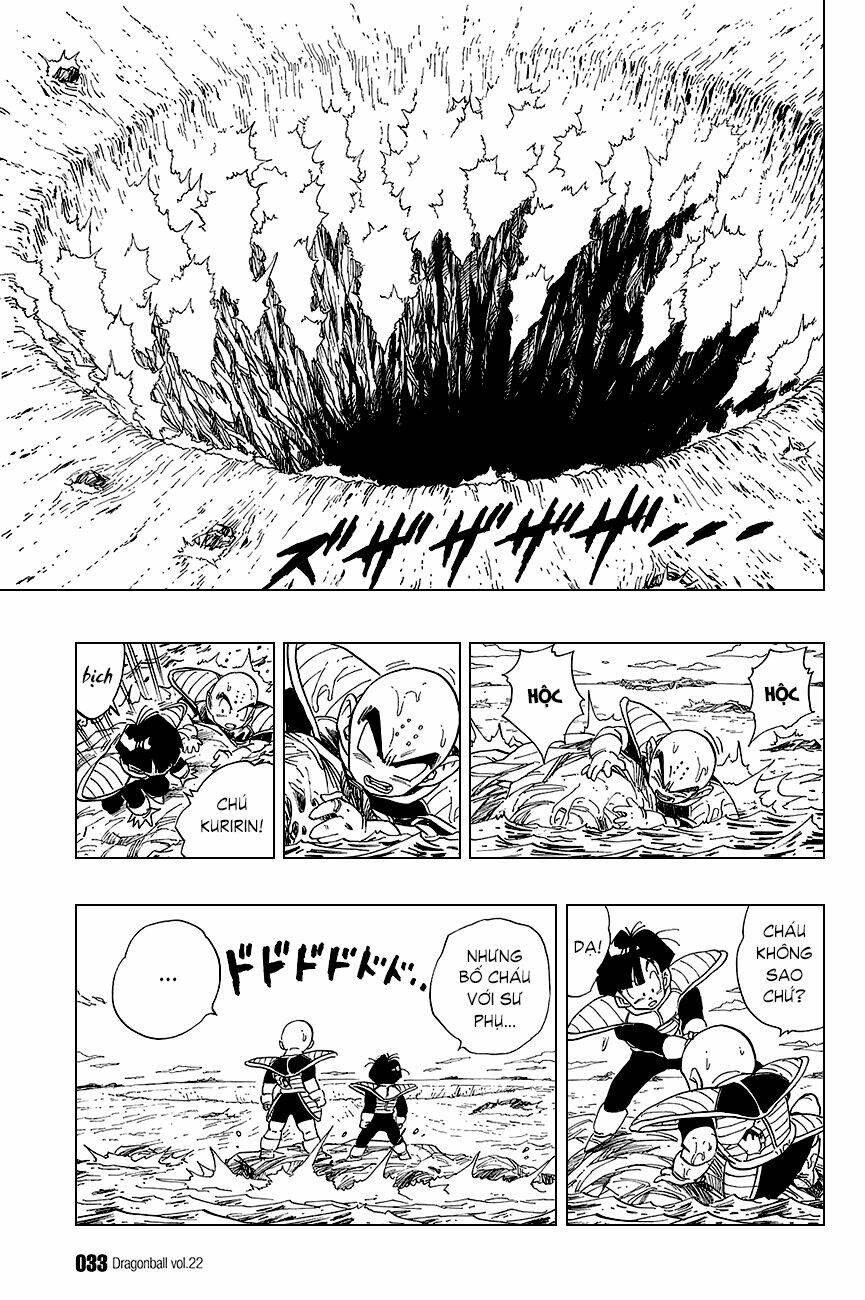 ズザザザザ・・・
HỘC
HỘC
bịch
CHÚ
KURIRIN!
CHÁU
KHÔNG
SAO
CHỨ?
DẠ!
NHƯNG
BỐ CHÁU
VỚI SƯ
PHỤ...
ドドドドドド・・
...
033 Dragonball vol.22